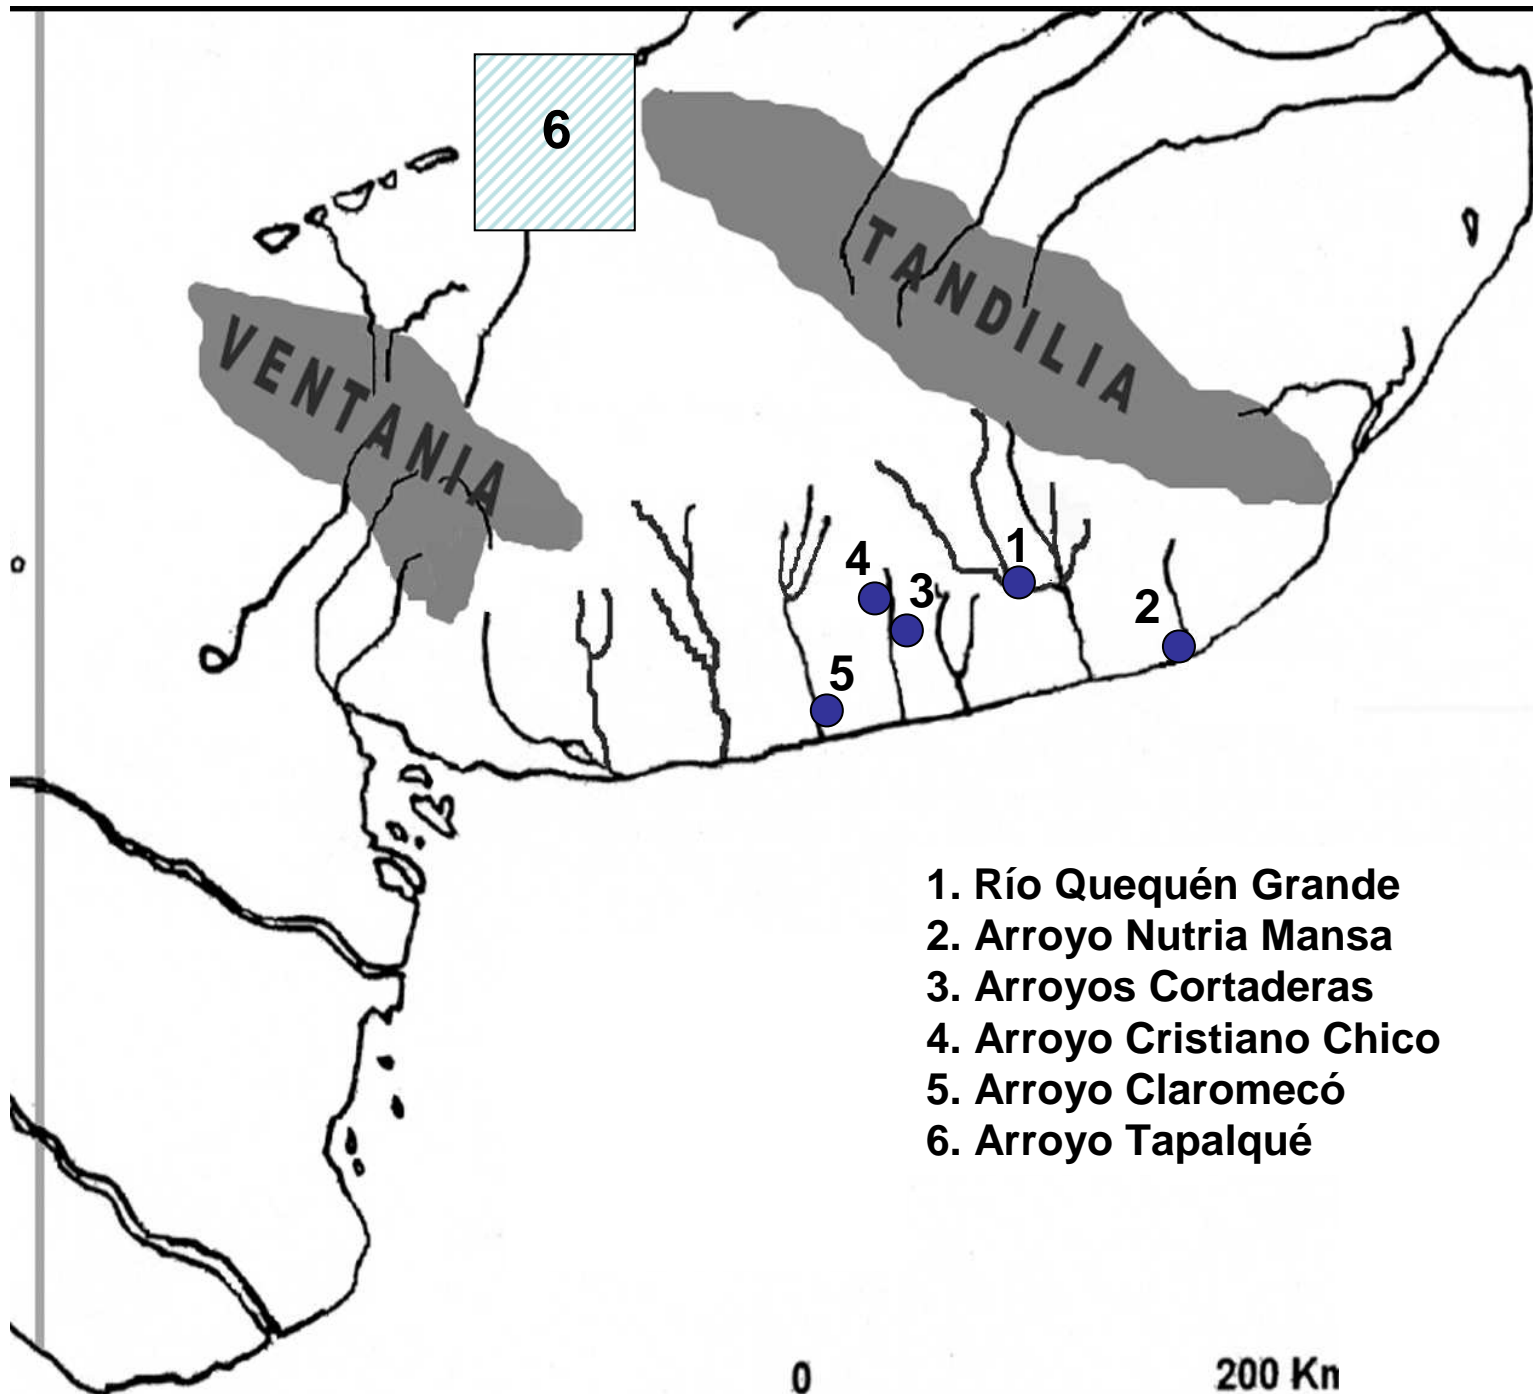 6
TANDILIA
VENTANIA
1
4
3
2
5
1. Río Quequén Grande
2. Arroyo Nutria Mansa
3. Arroyos Cortaderas
4. Arroyo Cristiano Chico
5. Arroyo Claromecó
6. Arroyo Tapalqué
0 200 Km